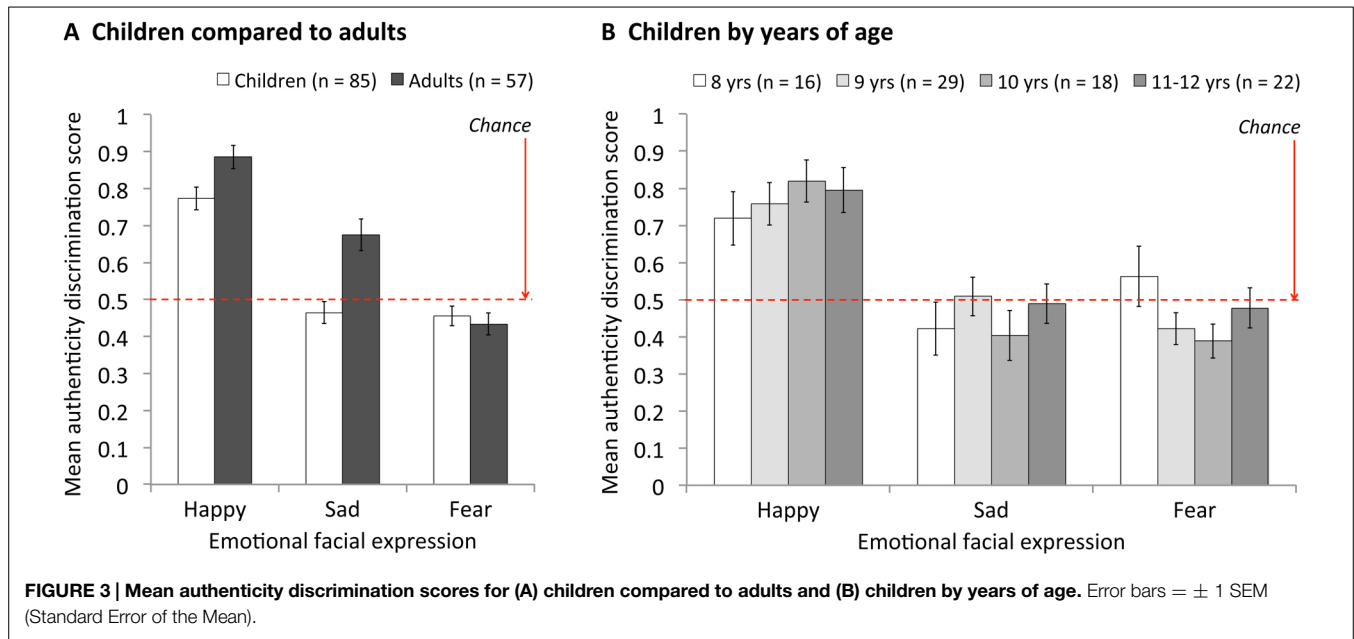 A Children compared to adults
Children (n = 85) Adults (n = 57)
Chance
Mean authenticity discrimination score
1
0.9
0.8
0.7
0.6
0.5
0.4
0.3
0.2
0.1
0
Happy Sad Fear
Emotional facial expression
B Children by years of age
8 yrs (n = 16) 9 yrs (n = 29) 10 yrs (n = 18) 11-12 yrs (n = 22)
Chance
Mean authenticity discrimination score
1
0.9
0.8
0.7
0.6
0.5
0.4
0.3
0.2
0.1
0
Happy Sad Fear
Emotional facial expression
FIGURE 3 | Mean authenticity discrimination scores for (A) children compared to adults and (B) children by years of age. Error bars = ± 1 SEM
(Standard Error of the Mean).